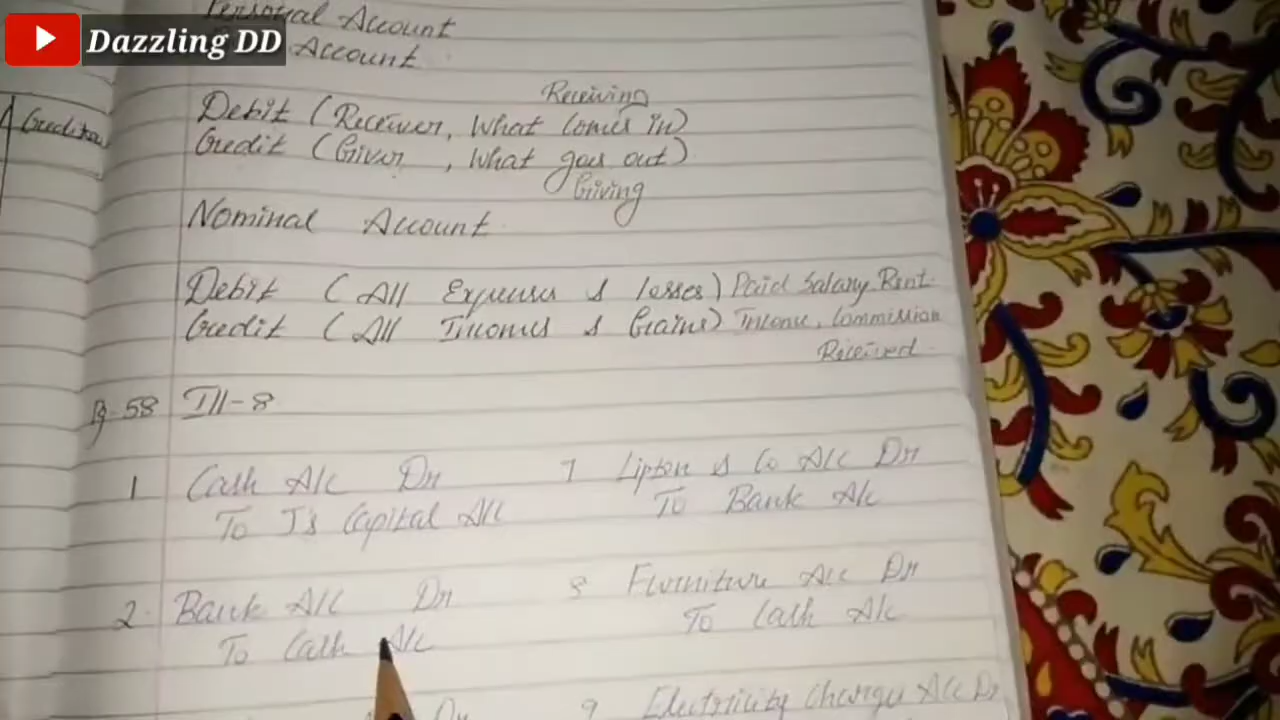 Dazzling DD
Personal Account
Account
Receiving
Debit (Receiver, What Comes in)
Credit (Giver, What goes out)
Giving
Creditor
Nominal Account
Debit (All Expenses & losses) Paid Salary Rent
Credit (All Incomes & Gains) Income, Commission
Received
Pg-58 Ill-8
1 Cash A/c Dr
To J's Capital A/c
2. Bank A/c Dr
To Cash A/c
Dr
7 Lipton & Co A/c Dr
To Bank A/c
8 Furniture A/c Dr
To Cash A/c
9 Electricity Charges A/c Dr